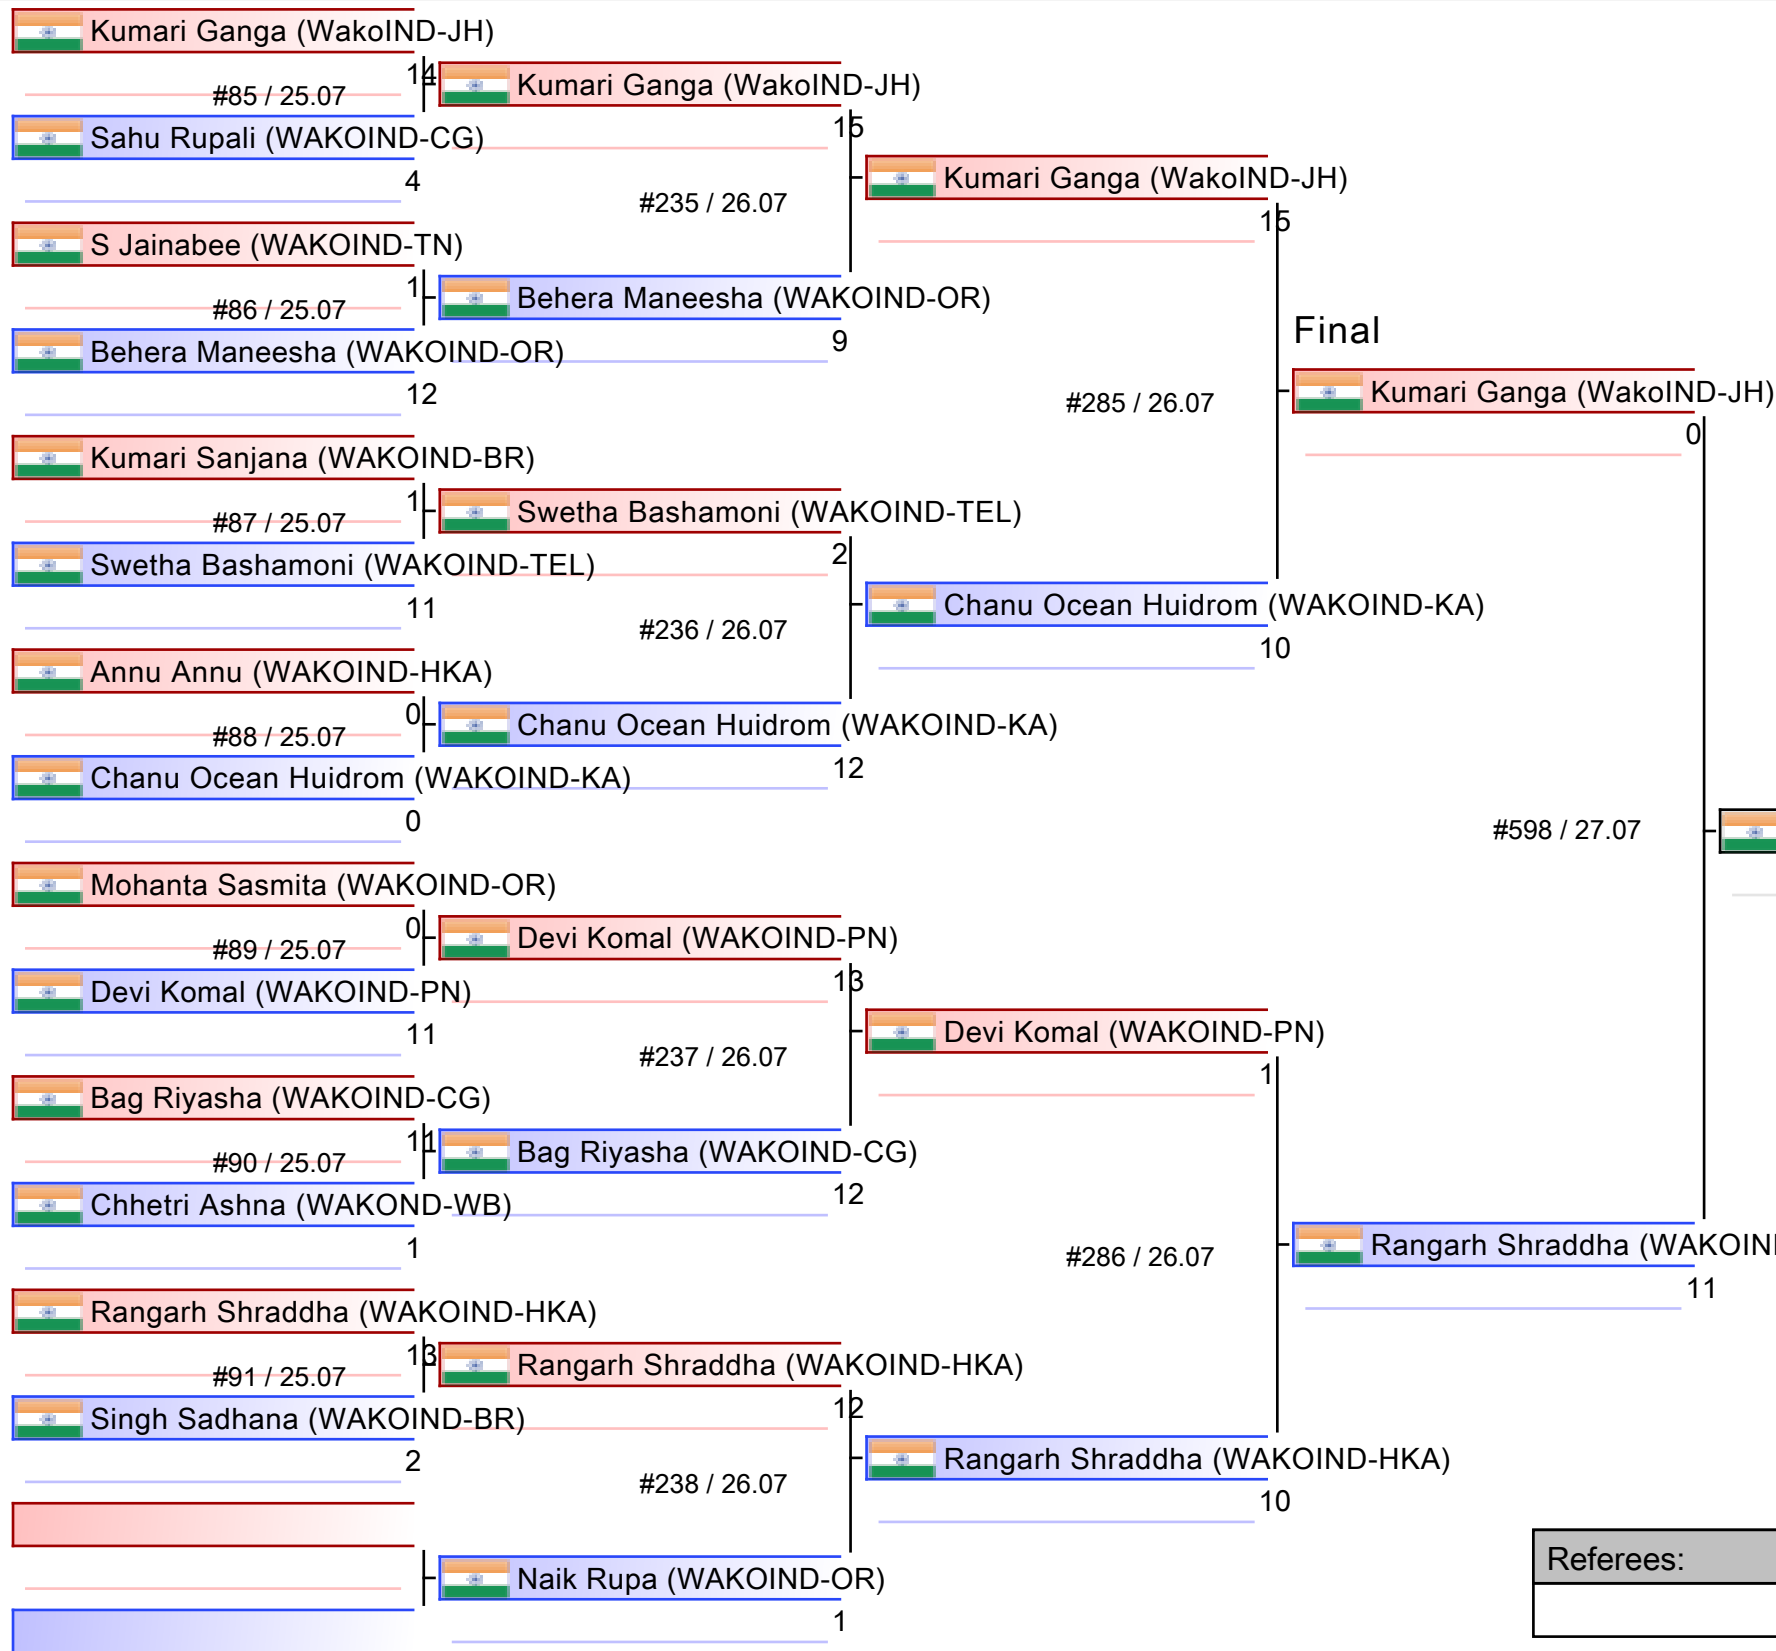 Kumari Ganga (WakoIND-JH)
14
#85 / 25.07
Sahu Rupali (WAKOIND-CG)
4
S Jainabee (WAKOIND-TN)
1
#86 / 25.07
Behera Maneesha (WAKOIND-OR)
12
Kumari Sanjana (WAKOIND-BR)
1
#87 / 25.07
Swetha Bashamoni (WAKOIND-TEL)
11
Annu Annu (WAKOIND-HKA)
0
#88 / 25.07
Chanu Ocean Huidrom (WAKOIND-KA)
0
Mohanta Sasmita (WAKOIND-OR)
0
#89 / 25.07
Devi Komal (WAKOIND-PN)
11
Bag Riyasha (WAKOIND-CG)
11
#90 / 25.07
Chhetri Ashna (WAKOND-WB)
1
Rangarh Shraddha (WAKOIND-HKA)
13
#91 / 25.07
Singh Sadhana (WAKOIND-BR)
2
Kumari Ganga (WakoIND-JH)
15
#235 / 26.07
Behera Maneesha (WAKOIND-OR)
9
Swetha Bashamoni (WAKOIND-TEL)
2
#236 / 26.07
Chanu Ocean Huidrom (WAKOIND-KA)
12
Devi Komal (WAKOIND-PN)
13
#237 / 26.07
Bag Riyasha (WAKOIND-CG)
12
Rangarh Shraddha (WAKOIND-HKA)
12
#238 / 26.07
Naik Rupa (WAKOIND-OR)
1
Kumari Ganga (WakoIND-JH)
15
#285 / 26.07
Chanu Ocean Huidrom (WAKOIND-KA)
10
Devi Komal (WAKOIND-PN)
1
#286 / 26.07
Rangarh Shraddha (WAKOIND-HKA)
10
Final
Kumari Ganga (WakoIND-JH)
0
#598 / 27.07
Rangarh Shraddha (WAKOIN
11
Referees: